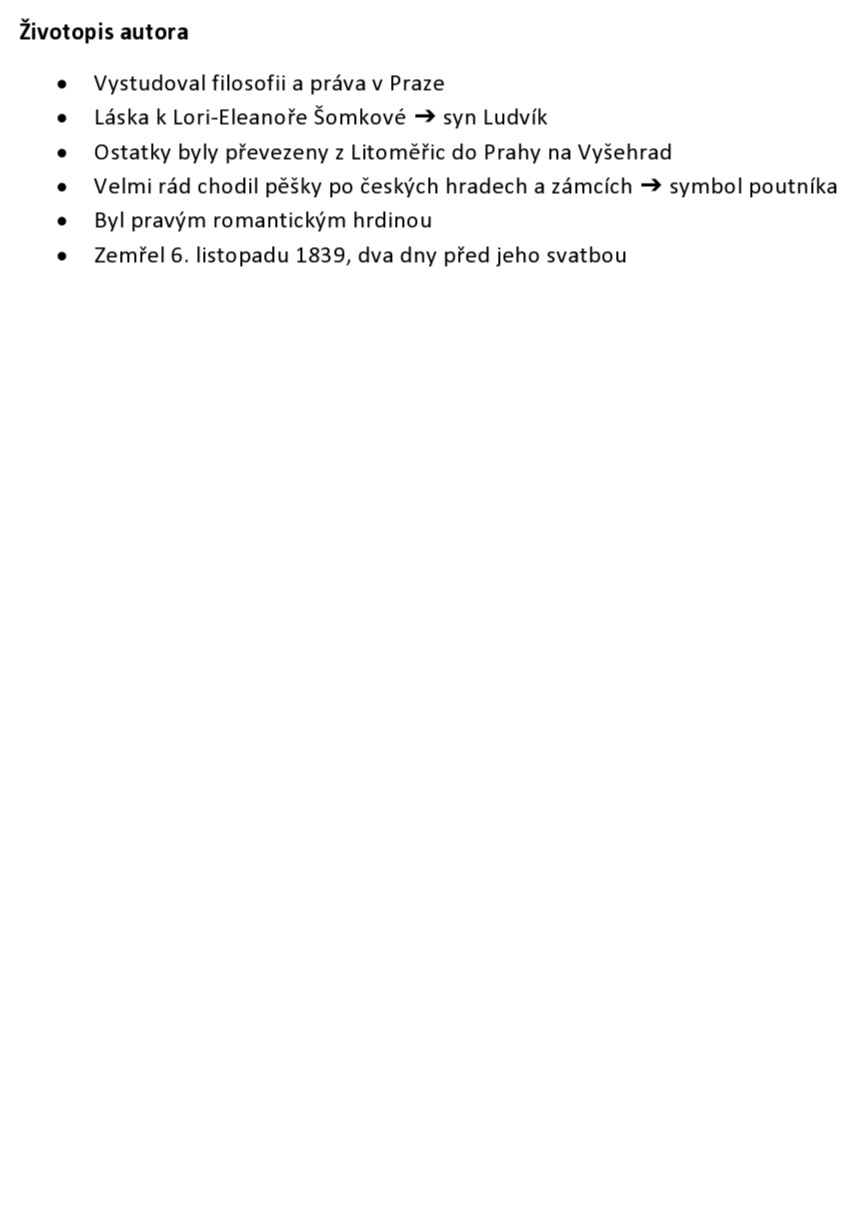 Životopis autora
• Vystudoval filosofii a práva v Praze
• Láska k Lori-Eleanoře Šomkové ➔ syn Ludvík
• Ostatky byly převezeny z Litoměřic do Prahy na Vyšehrad
• Velmi rád chodil pěšky po českých hradech a zámcích ➔ symbol poutníka
• Byl pravým romantickým hrdinou
• Zemřel 6. listopadu 1839, dva dny před jeho svatbou